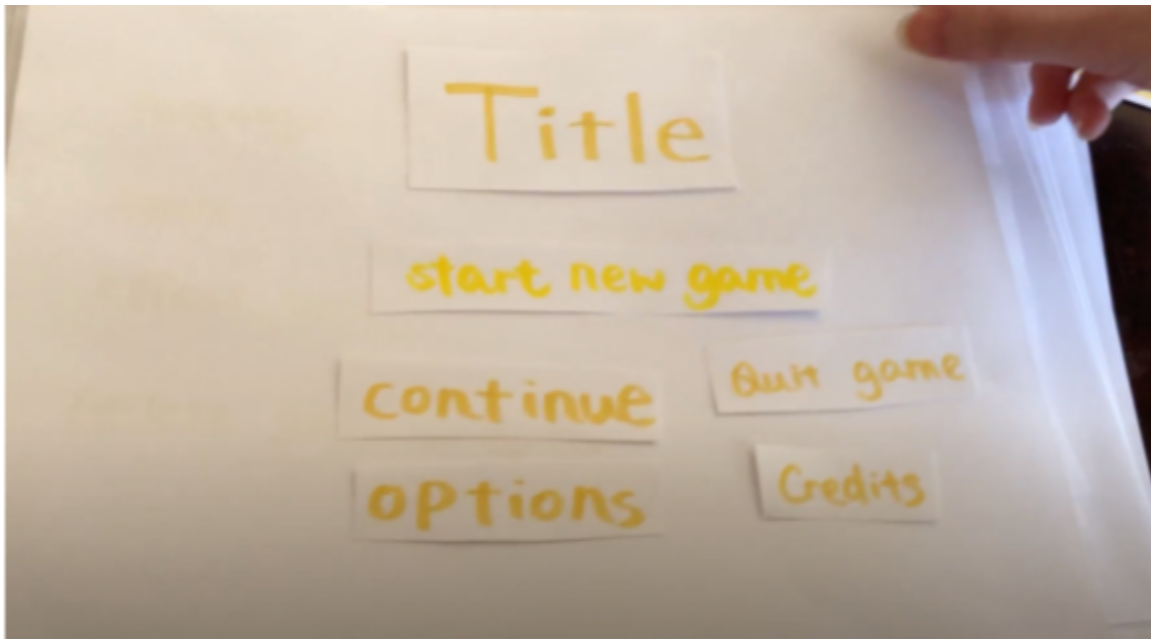 Title
start new game
continue
Quit game
options
Credits